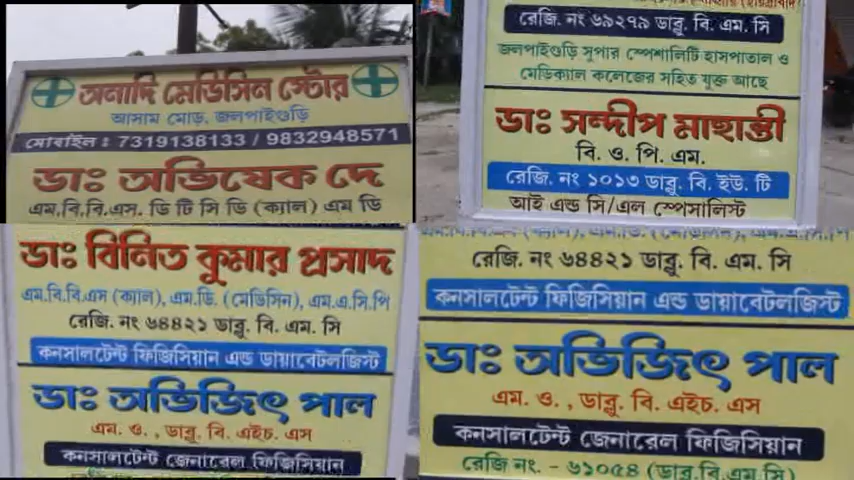 অনাদি মেডিসিন স্টোর
আসাম মোড়, জলপাইগুড়ি
মোবাইল : 7319138133 / 9832948571
ডাঃ অভিষেক দে
এম.বি.বি.এস. ডি টি সি ডি (ক্যাল) এম ডি
রেজি. নং ৬৯২৭৯ ডাব্লু. বি. এম. সি
জলপাইগুড়ি সুপার স্পেশালিটি হাসপাতাল ও
মেডিক্যাল কলেজের সহিত যুক্ত আছে
ডাঃ সন্দীপ মাহান্তী
বি. ও. পি. এম.
রেজি. নং ১০১৩ ডাব্লু. বি. ইউ. টি
আই এন্ড সি/এল স্পেসালিস্ট
ডাঃ বিনিত কুমার প্রসাদ
এম.বি.বি.এস (ক্যাল), এম.ডি. (মেডিসিন), এম.এ.সি.পি
রেজি. নং ৬৪৪২১ ডাব্লু. বি. এম. সি
কনসালটেন্ট ফিজিসিয়ান এন্ড ডায়াবেটলজিস্ট
ডাঃ অভিজিৎ পাল
এম. ও. , ডাব্লু. বি. এইচ. এস
কনসালটেন্ট জেনারেল ফিজিসিয়ান
রেজি. নং ৬৪৪২১ ডাব্লু. বি. এম. সি
কনসালটেন্ট ফিজিসিয়ান এন্ড ডায়াবেটলজিস্ট
ডাঃ অভিজিৎ পাল
এম. ও. , ডাব্লু. বি. এইচ. এস
কনসালটেন্ট জেনারেল ফিজিসিয়ান
রেজি নং. - ৬১০৫৪ (ডাব্লু.বি.এম.সি)